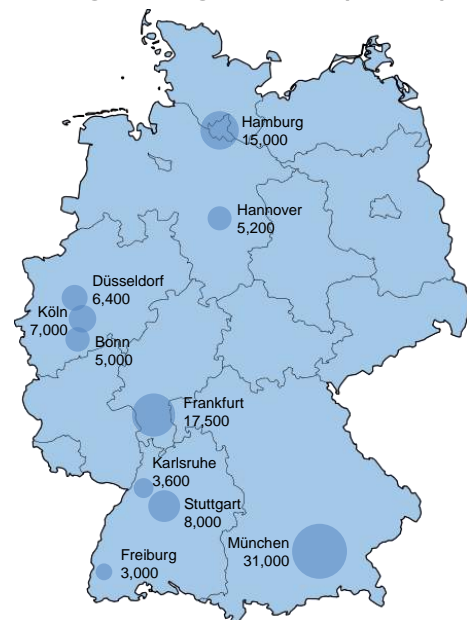 Hamburg
15,000
Hannover
5,200
Düsseldorf
6,400
Köln
7,000
Bonn
5,000
Frankfurt
17,500
Karlsruhe
3,600
Stuttgart
8,000
München
31,000
Freiburg
3,000